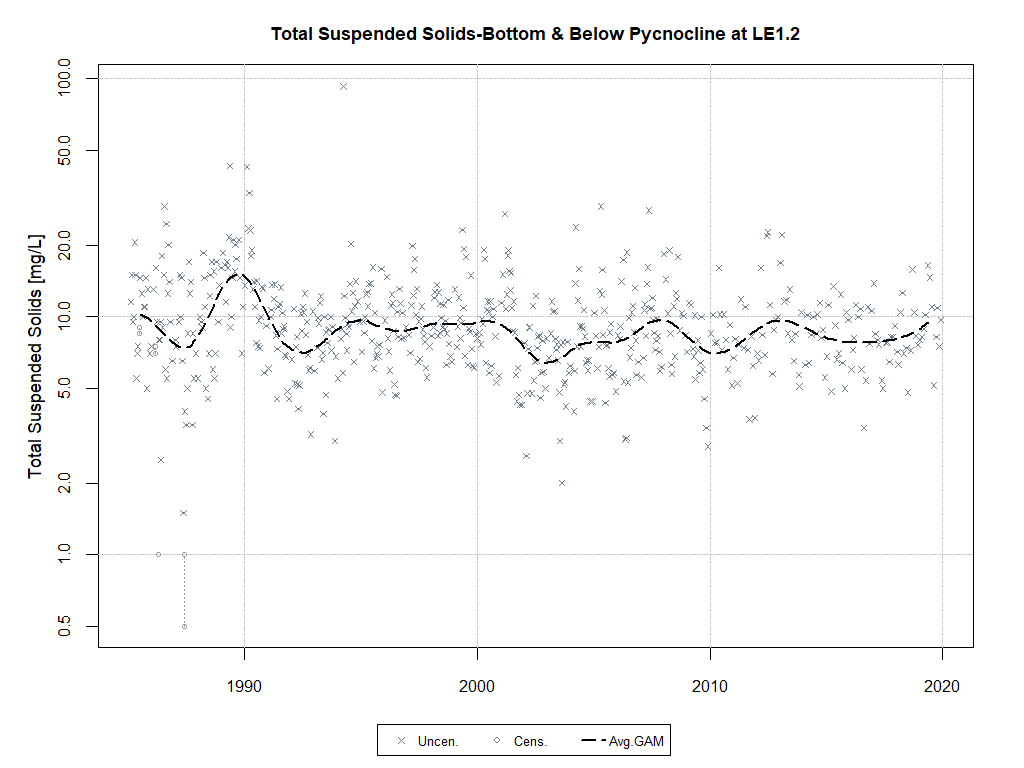 Total Suspended Solids-Bottom & Below Pycnocline at LE1.2
Total Suspended Solids [mg/L]
100.0
50.0
20.0
10.0
5.0
2.0
1.0
0.5
1990 2000 2010 2020
Uncen. Cens. Avg.GAM